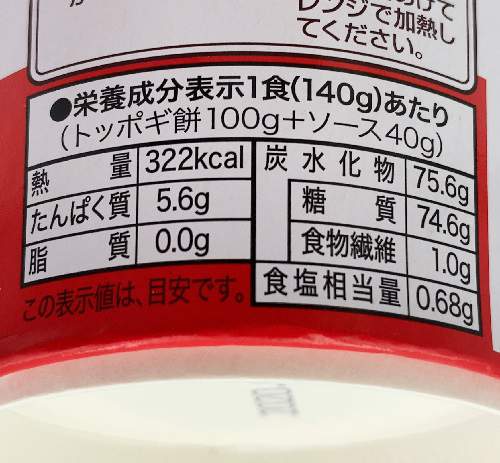 レンジで加熱し
てください。
●栄養成分表示1食(140g)あたり
(トッポギ餅100g+ソース40g)
熱量 322kcal
たんぱく質 5.6g
脂質 0.0g
炭水化物 75.6g
糖質 74.6g
食物繊維 1.0g
食塩相当量 0.68g
この表示値は、目安です。